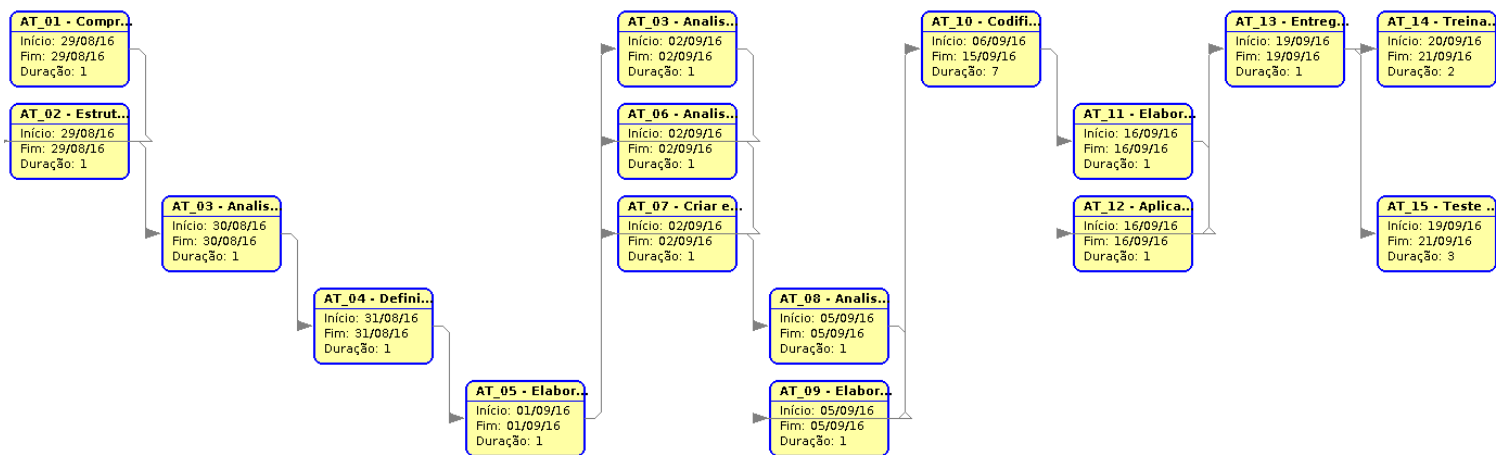 AT_01 - Compr...
Início: 29/08/16
Fim: 29/08/16
Duração: 1
AT_02 - Estrut...
Início: 29/08/16
Fim: 29/08/16
Duração: 1
AT_03 - Analis...
Início: 30/08/16
Fim: 30/08/16
Duração: 1
AT_04 - Defini...
Início: 31/08/16
Fim: 31/08/16
Duração: 1
AT_05 - Elabor...
Início: 01/09/16
Fim: 01/09/16
Duração: 1
AT_03 - Analis...
Início: 02/09/16
Fim: 02/09/16
Duração: 1
AT_06 - Analis...
Início: 02/09/16
Fim: 02/09/16
Duração: 1
AT_07 - Criar e...
Início: 02/09/16
Fim: 02/09/16
Duração: 1
AT_08 - Analis...
Início: 05/09/16
Fim: 05/09/16
Duração: 1
AT_09 - Elabor...
Início: 05/09/16
Fim: 05/09/16
Duração: 1
AT_10 - Codifi...
Início: 06/09/16
Fim: 15/09/16
Duração: 7
AT_11 - Elabor...
Início: 16/09/16
Fim: 16/09/16
Duração: 1
AT_12 - Aplica...
Início: 16/09/16
Fim: 16/09/16
Duração: 1
AT_13 - Entreg...
Início: 19/09/16
Fim: 19/09/16
Duração: 1
AT_14 - Treina...
Início: 20/09/16
Fim: 21/09/16
Duração: 2
AT_15 - Teste ...
Início: 19/09/16
Fim: 21/09/16
Duração: 3